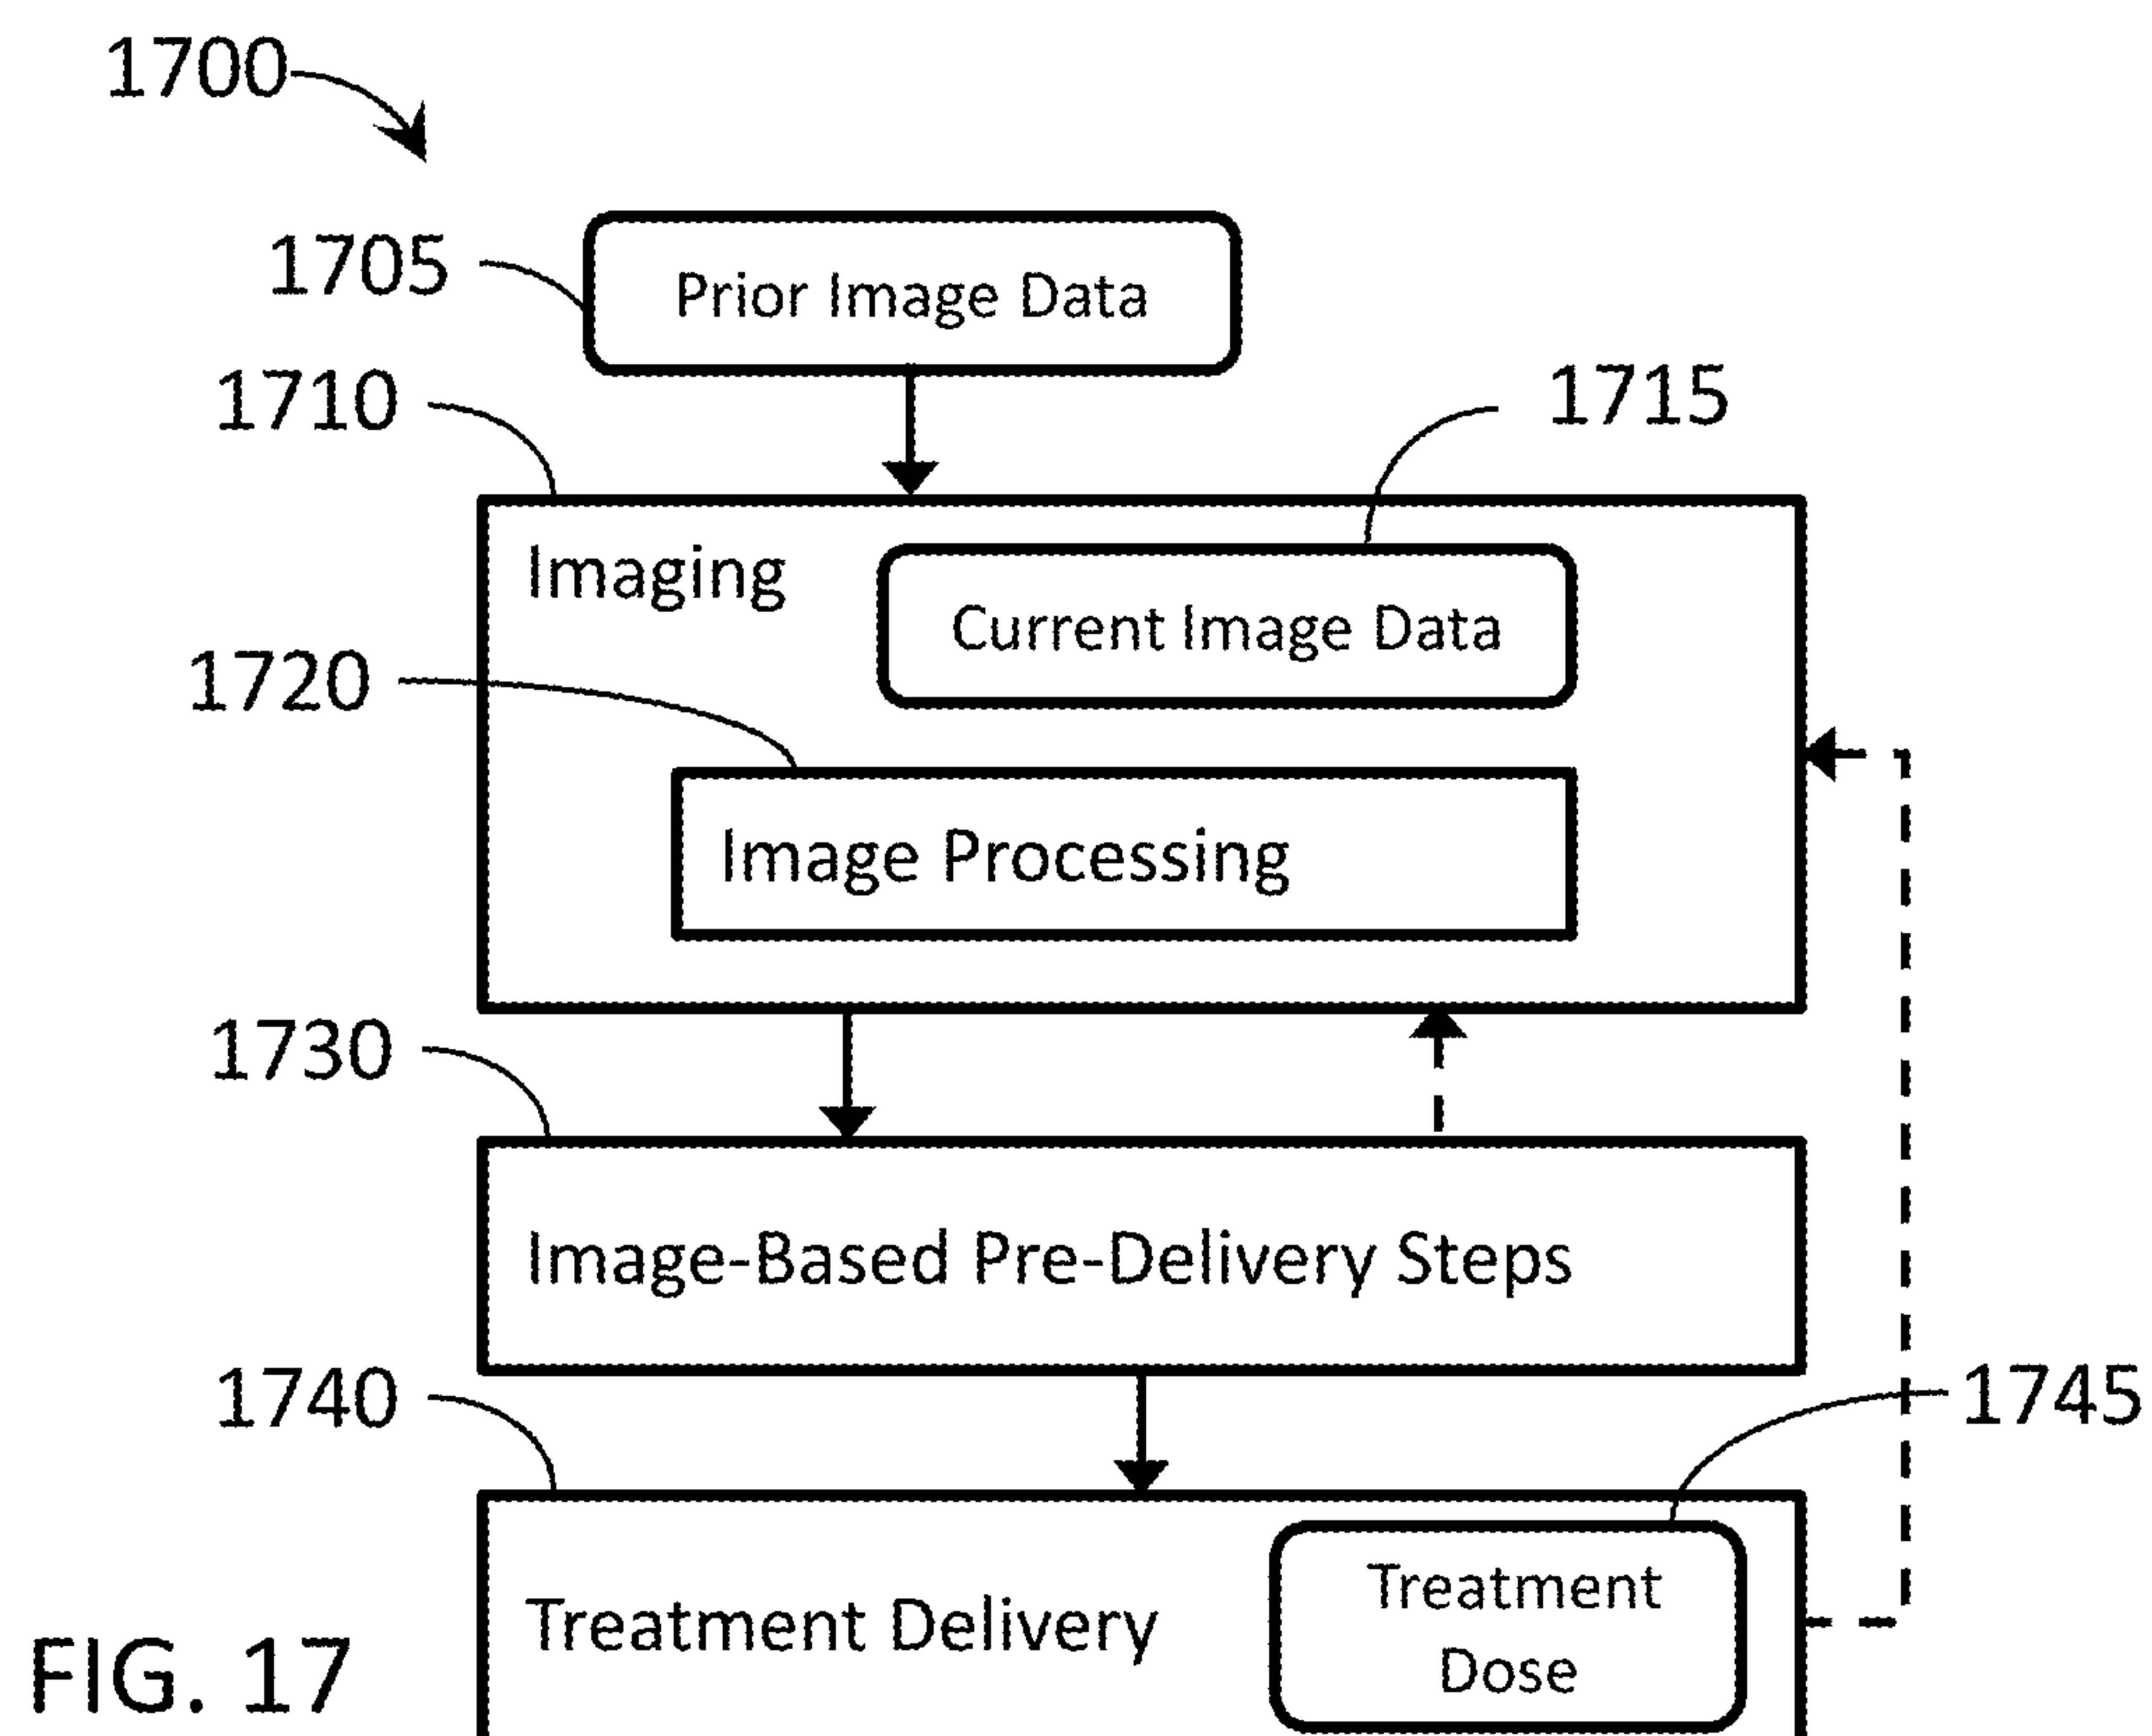 1700
1705
Prior Image Data
1710
1715
Imaging
Current Image Data
1720
Image Processing
1730
Image-Based Pre-Delivery Steps
1740
1745
Treatment Delivery
Treatment
Dose
FIG. 17